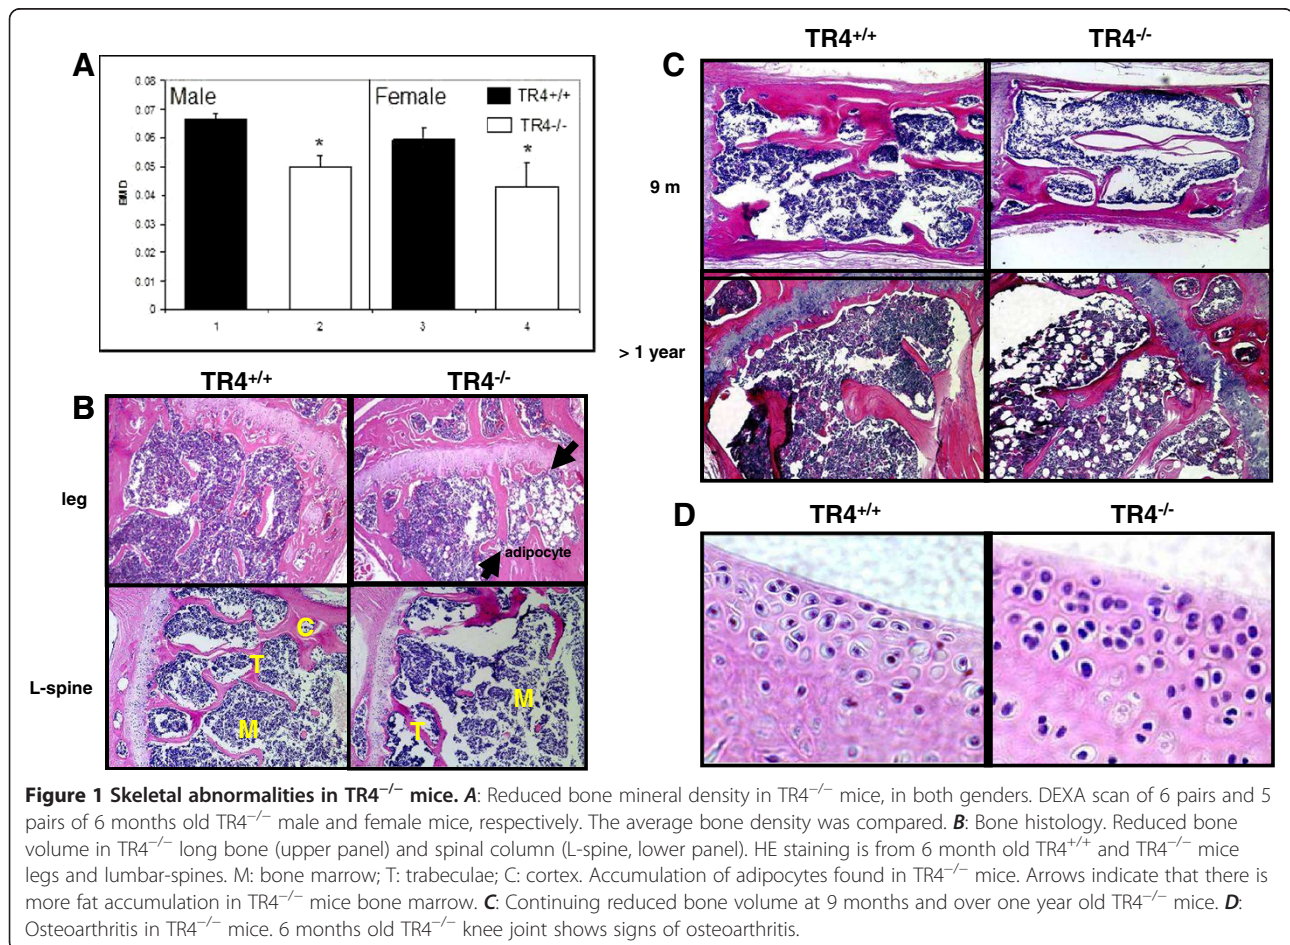 A
0.08
0.07
0.06
0.05
0.04
0.03
0.02
0.01
0
Male
Female
TR4+/+
TR4-/-
*
*
1
2
3
4
TR4+/+
TR4-/-
B
leg
adipocyte
L-spine
C
T
M
M
T
TR4+/+
TR4-/-
C
9 m
> 1 year
TR4+/+
TR4-/-
D
Figure 1 Skeletal abnormalities in TR4−/− mice. A: Reduced bone mineral density in TR4−/− mice, in both genders. DEXA scan of 6 pairs and 5
pairs of 6 months old TR4−/− male and female mice, respectively. The average bone density was compared. B: Bone histology. Reduced bone
volume in TR4−/− long bone (upper panel) and spinal column (L-spine, lower panel). HE staining is from 6 month old TR4+/+ and TR4−/− mice
legs and lumbar-spines. M: bone marrow; T: trabeculae; C: cortex. Accumulation of adipocytes found in TR4−/− mice. Arrows indicate that there is
more fat accumulation in TR4−/− mice bone marrow. C: Continuing reduced bone volume at 9 months and over one year old TR4−/− mice. D:
Osteoarthritis in TR4−/− mice. 6 months old TR4−/− knee joint shows signs of osteoarthritis.